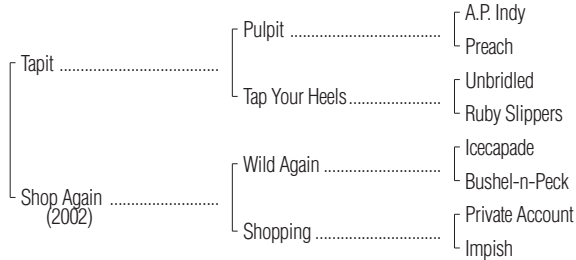 A.P. Indy
Pulpit ........................
Preach
Tapit .....................................
Unbridled
Tap Your Heels .....................
Ruby Slippers
Icecapade
Wild Again .........................
Bushel-n-Peck
Shop Again .........................
(2002)
Private Account
Shopping .............................
Impish